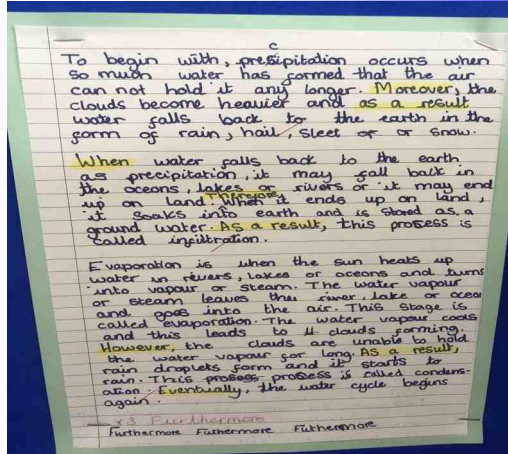 c
To begin with, presipitation occurs when
so much water has formed that the air
can not hold it any longer. Moreover, the
clouds become heavier and as a result
water falls back to the earth in the
form of rain, hail, sleet of or snow.
When water falls back to the earth
as precipitation, it may fall back in
the oceons, lakes or rivers or it may end
up on land. When it ends up on land,
Therefore
it soaks into earth and is stored as a
ground water. As a result, this process is
called infiltration.
Evaporation is when the sun heats up
water in rivers, lakes or oceons and turns
into vapour or steam. The water vapour
or steam leaves the river, lake or oceo
and goes into the air. This stage is
called evaporation. The water vapour cools
and this leads to clouds forming.
However, the clouds are unable to hold
the water vapour for long. As a result,
rain droplets form and it starts to
rain. This prosess prosess is called condens-
ation. Eventually, the water cycle begins
again.
x3 Furthermore
Furthermore Futhermore Futhermore